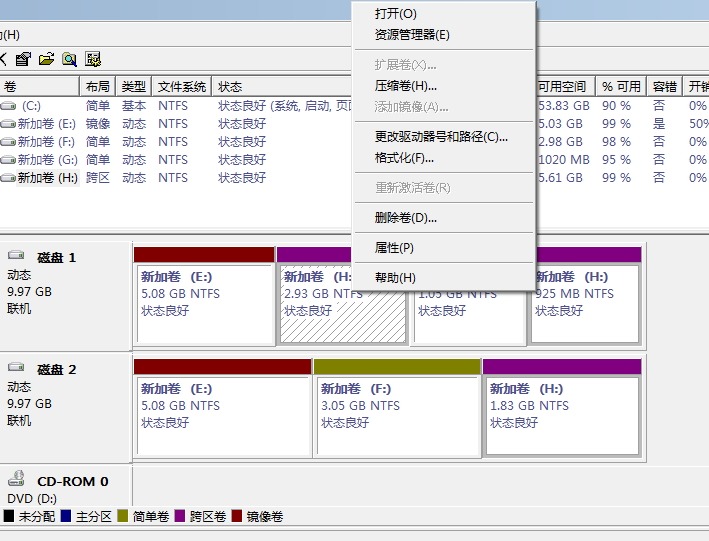 打开(O)
资源管理器(E)
扩展卷(X)...
压缩卷(H)...
添加镜像(A)...
更改驱动器号和路径(C)...
格式化(F)...
重新激活卷(R)
删除卷(D)...
属性(P)
帮助(H)
(H)
卷 布局 类型 文件系统 状态 可用空间 % 可用 容错 开销
(C:) 简单 基本 NTFS 状态良好 (系统, 启动, 页面 53.83 GB 90 % 否 0%
新加卷 (E:) 镜像 动态 NTFS 状态良好 5.03 GB 99 % 是 50%
新加卷 (F:) 简单 动态 NTFS 状态良好 2.98 GB 98 % 否 0%
新加卷 (G:) 简单 动态 NTFS 状态良好 1020 MB 95 % 否 0%
新加卷 (H:) 跨区 动态 NTFS 状态良好 5.61 GB 99 % 否 0%
磁盘 1
动态
9.97 GB
联机
新加卷 (E:)
5.08 GB NTFS
状态良好
新加卷 (H:
2.93 GB NTFS
状态良好
1.05 GB NTFS
状态良好
新加卷 (H:)
925 MB NTFS
状态良好
磁盘 2
动态
9.97 GB
联机
新加卷 (E:)
5.08 GB NTFS
状态良好
新加卷 (F:)
3.05 GB NTFS
状态良好
新加卷 (H:)
1.83 GB NTFS
状态良好
CD-ROM 0
DVD (D:)
未分配 主分区 简单卷 跨区卷 镜像卷